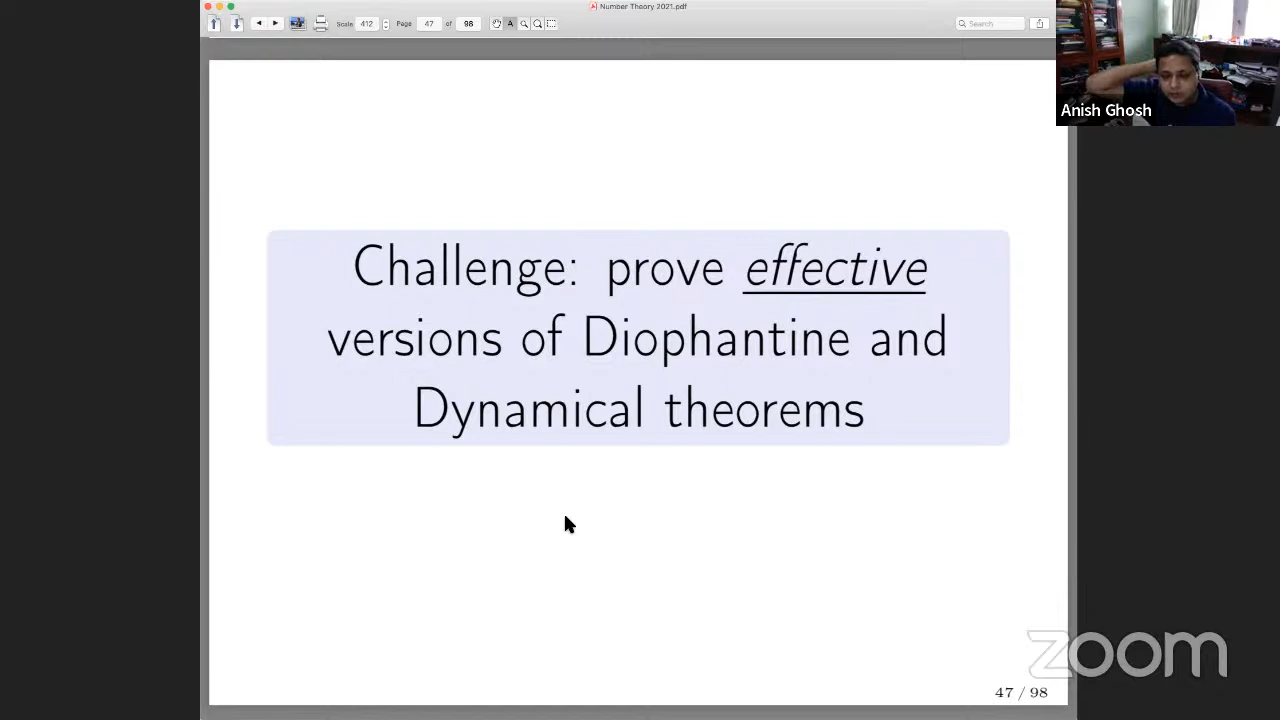 Number Theory 2021.pdf
Scale 412 Page 47 of 98 A Search
Anish Ghosh
Challenge: prove effective
versions of Diophantine and
Dynamical theorems
zoom
47 / 98